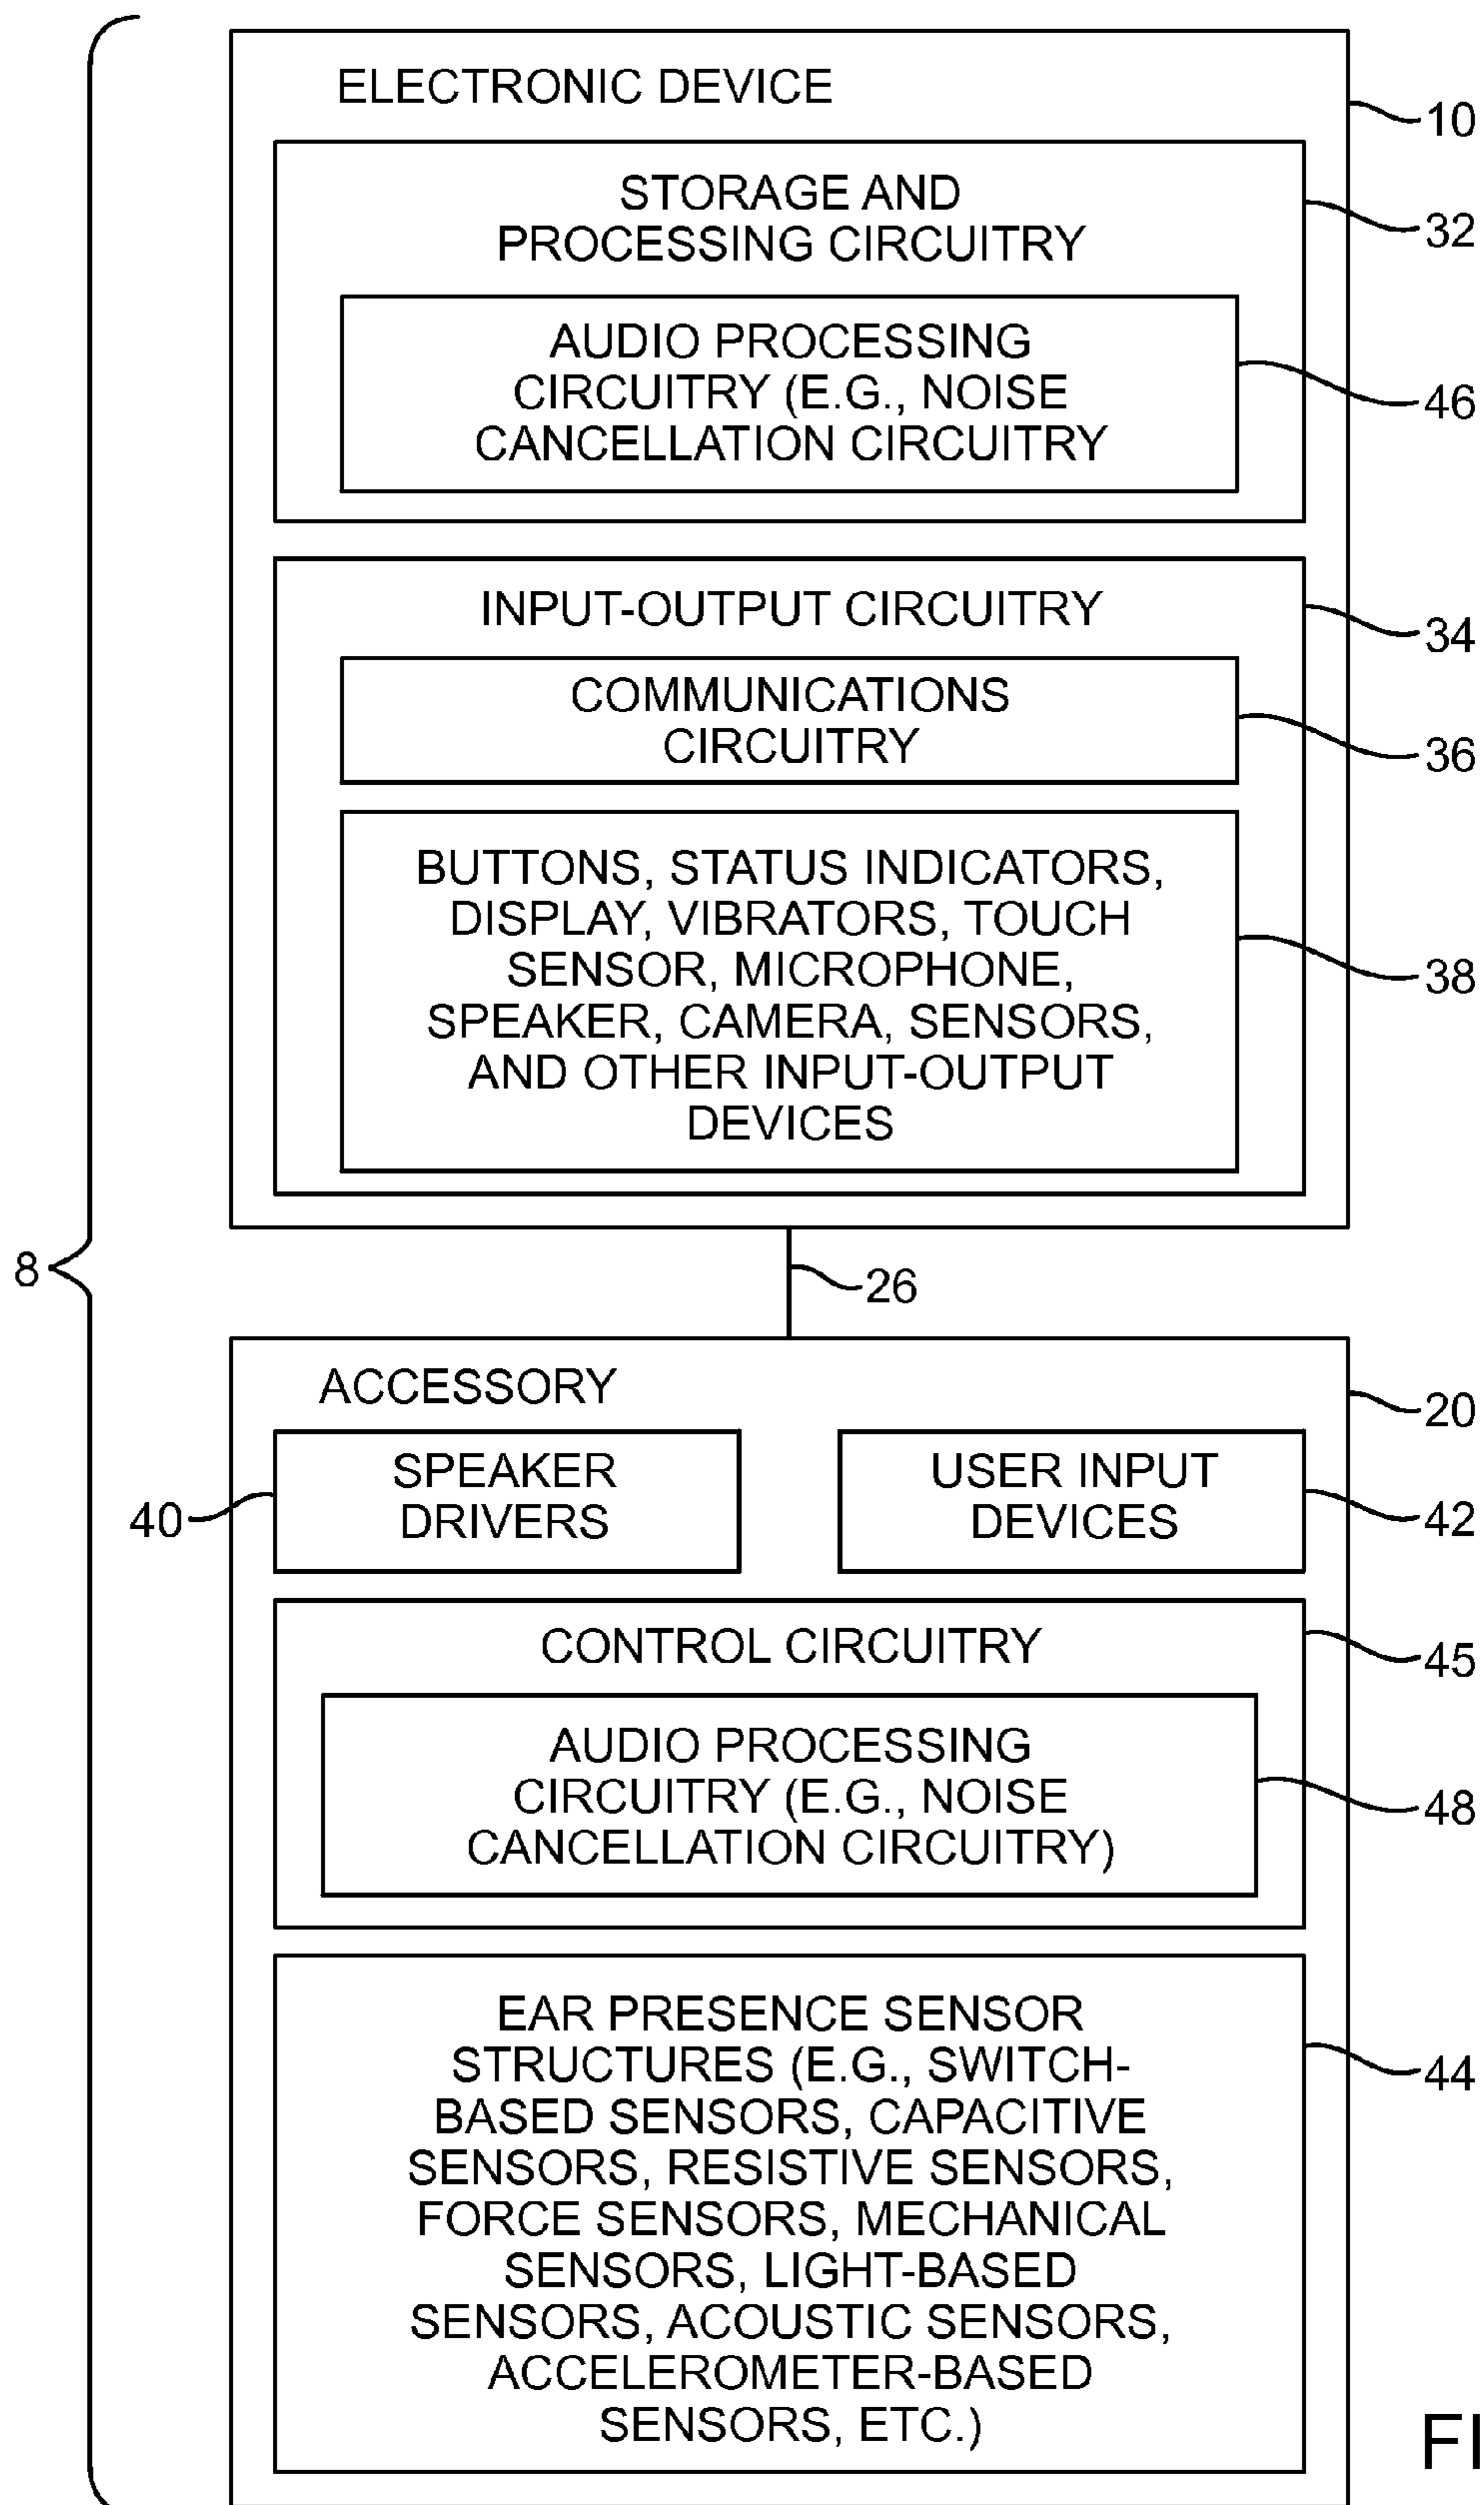 ELECTRONIC DEVICE
10
STORAGE AND
PROCESSING CIRCUITRY
32
AUDIO PROCESSING
CIRCUITRY (E.G., NOISE
CANCELLATION CIRCUITRY
46
INPUT-OUTPUT CIRCUITRY
34
COMMUNICATIONS
CIRCUITRY
36
BUTTONS, STATUS INDICATORS,
DISPLAY, VIBRATORS, TOUCH
SENSOR, MICROPHONE,
SPEAKER, CAMERA, SENSORS,
AND OTHER INPUT-OUTPUT
DEVICES
38
8
26
ACCESSORY
20
SPEAKER
DRIVERS
40
USER INPUT
DEVICES
42
CONTROL CIRCUITRY
45
AUDIO PROCESSING
CIRCUITRY (E.G., NOISE
CANCELLATION CIRCUITRY)
48
EAR PRESENCE SENSOR
STRUCTURES (E.G., SWITCH-
BASED SENSORS, CAPACITIVE
SENSORS, RESISTIVE SENSORS,
FORCE SENSORS, MECHANICAL
SENSORS, LIGHT-BASED
SENSORS, ACOUSTIC SENSORS,
ACCELEROMETER-BASED
SENSORS, ETC.)
44